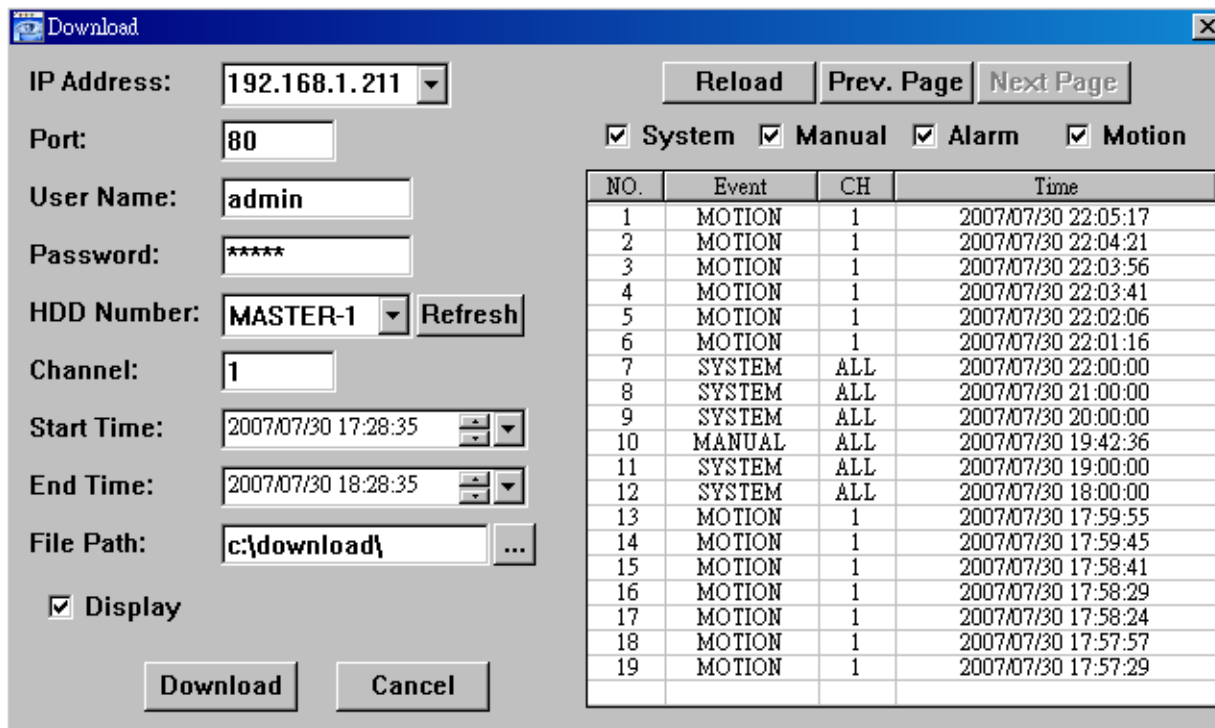 Download
IP Address: 192.168.1.211
Port: 80
User Name: admin
Password: *****
HDD Number: MASTER-1 Refresh
Channel: 1
Start Time: 2007/07/30 17:28:35
End Time: 2007/07/30 18:28:35
File Path: c:\download\ ...
Display
Download Cancel
Reload Prev. Page Next Page
System Manual Alarm Motion
NO. Event CH Time
1 MOTION 1 2007/07/30 22:05:17
2 MOTION 1 2007/07/30 22:04:21
3 MOTION 1 2007/07/30 22:03:56
4 MOTION 1 2007/07/30 22:03:41
5 MOTION 1 2007/07/30 22:02:06
6 MOTION 1 2007/07/30 22:01:16
7 SYSTEM ALL 2007/07/30 22:00:00
8 SYSTEM ALL 2007/07/30 21:00:00
9 SYSTEM ALL 2007/07/30 20:00:00
10 MANUAL ALL 2007/07/30 19:42:36
11 SYSTEM ALL 2007/07/30 19:00:00
12 SYSTEM ALL 2007/07/30 18:00:00
13 MOTION 1 2007/07/30 17:59:55
14 MOTION 1 2007/07/30 17:59:45
15 MOTION 1 2007/07/30 17:58:41
16 MOTION 1 2007/07/30 17:58:29
17 MOTION 1 2007/07/30 17:58:24
18 MOTION 1 2007/07/30 17:57:57
19 MOTION 1 2007/07/30 17:57:29